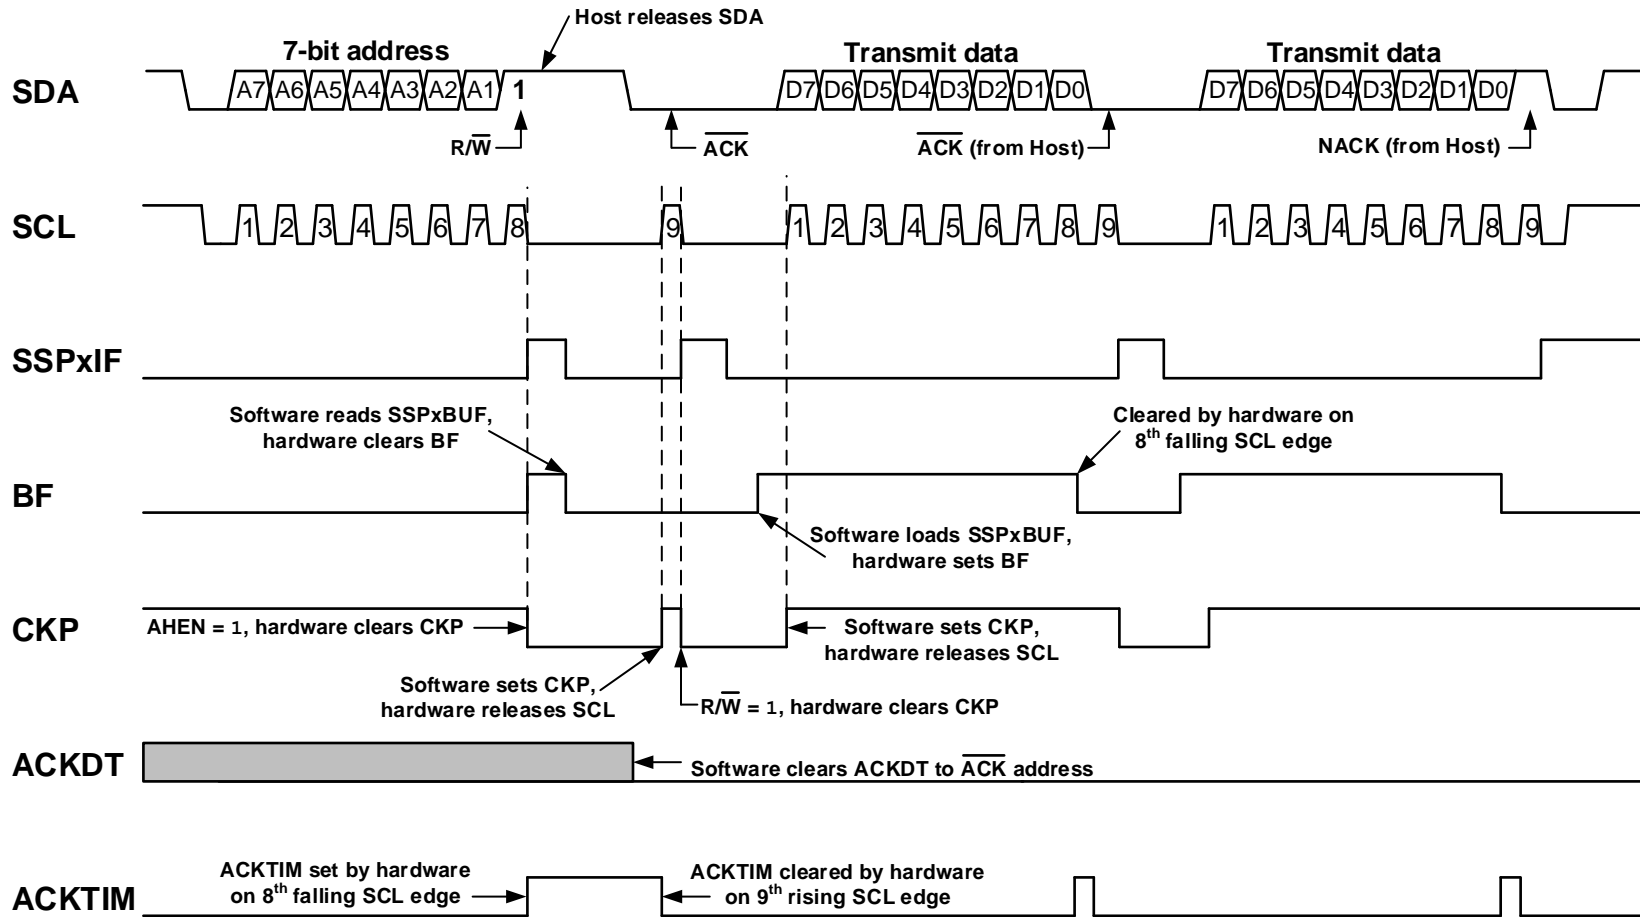 Host releases SDA
7-bit address
Transmit data
Transmit data
SDA
A7 A6 A5 A4 A3 A2 A1 1
D7 D6 D5 D4 D3 D2 D1 D0
D7 D6 D5 D4 D3 D2 D1 D0
R/W̅
A̅C̅K̅
A̅C̅K̅ (from Host)
NACK (from Host)
SCL
1 2 3 4 5 6 7 8 9
1 2 3 4 5 6 7 8 9
1 2 3 4 5 6 7 8 9
SSPxIF
Software reads SSPxBUF,
hardware clears BF
Cleared by hardware on
8th falling SCL edge
BF
Software loads SSPxBUF,
hardware sets BF
CKP
AHEN = 1, hardware clears CKP
Software sets CKP,
hardware releases SCL
Software sets CKP,
hardware releases SCL
R/W̅ = 1, hardware clears CKP
ACKDT
Software clears ACKDT to A̅C̅K̅ address
ACKTIM
ACKTIM set by hardware
on 8th falling SCL edge
ACKTIM cleared by hardware
on 9th rising SCL edge